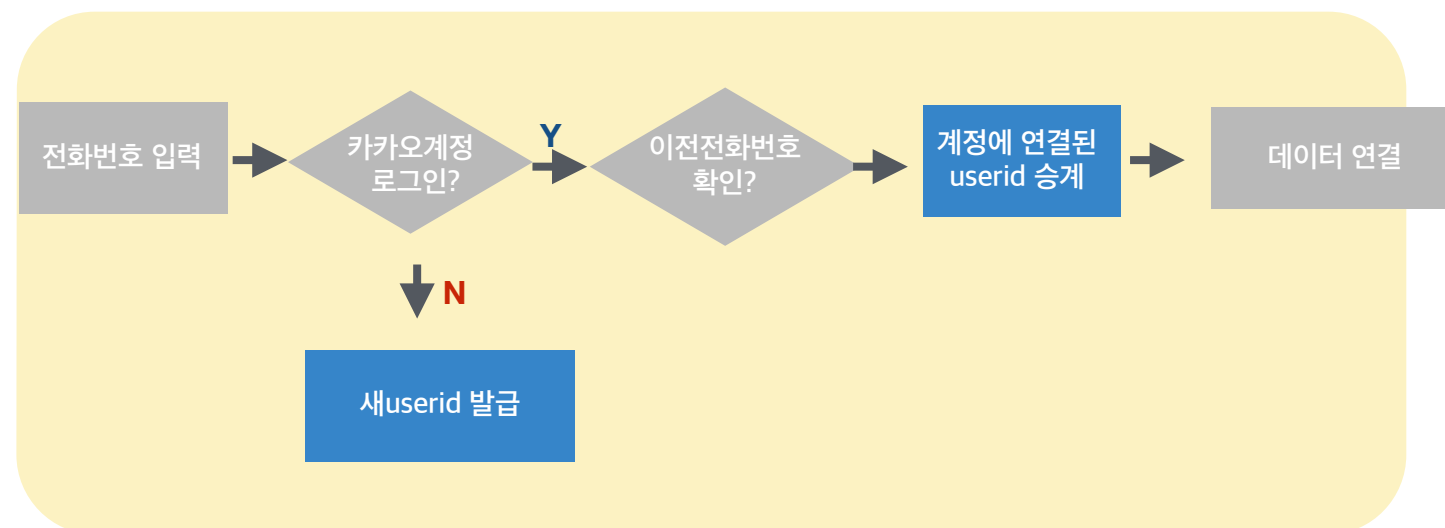 전화번호 입력
카카오계정
로그인?
Y
이전전화번호
확인?
계정에 연결된
userid 승계
데이터 연결
N
새userid 발급